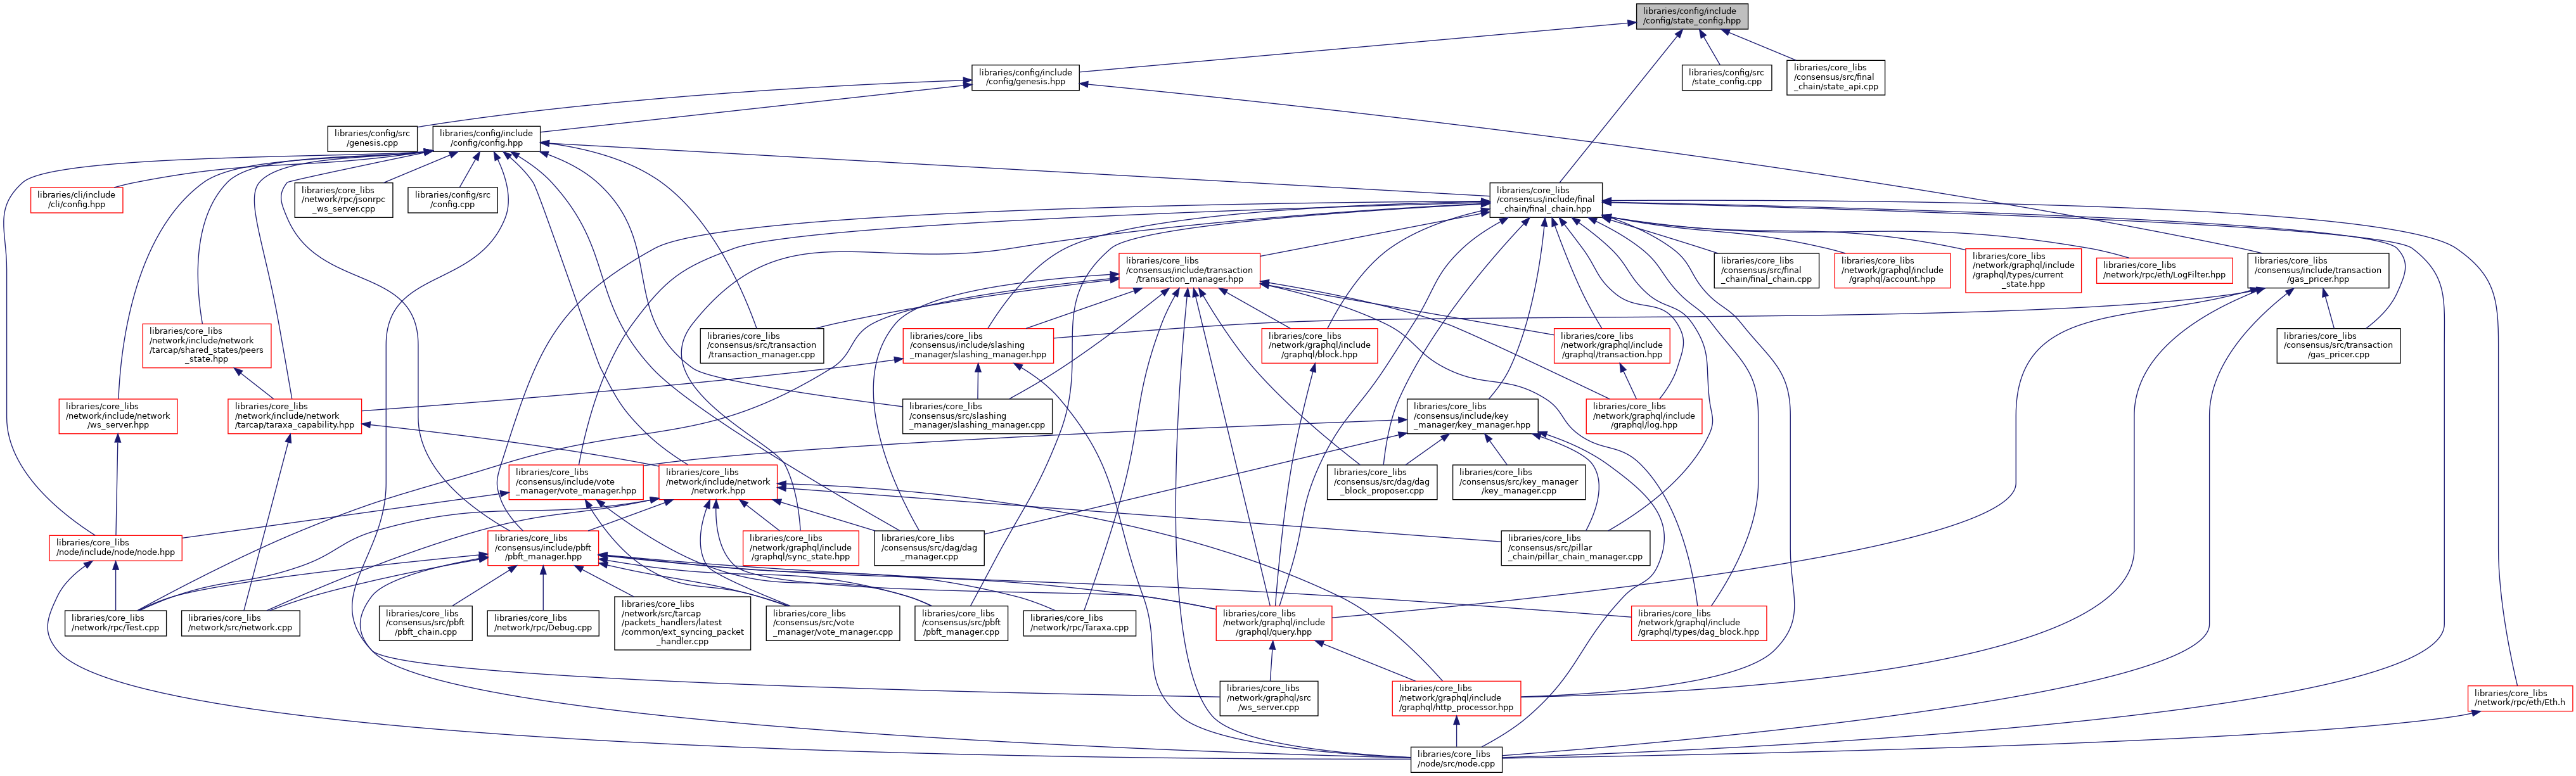 libraries/config/include
/config/state_config.hpp
libraries/config/include
/config/genesis.hpp
libraries/config/src
/state_config.cpp
libraries/core_libs
/consensus/src/final
_chain/state_api.cpp
libraries/config/src
/genesis.cpp
libraries/config/include
/config/config.hpp
libraries/cli/include
/cli/config.hpp
libraries/core_libs
/network/rpc/jsonrpc
_ws_server.cpp
libraries/config/src
/config.cpp
libraries/core_libs
/consensus/include/final
_chain/final_chain.hpp
libraries/core_libs
/consensus/include/transaction
/transaction_manager.hpp
libraries/core_libs
/consensus/src/final
_chain/final_chain.cpp
libraries/core_libs
/network/graphql/include
/graphql/account.hpp
libraries/core_libs
/network/graphql/include
/graphql/types/current
_state.hpp
libraries/core_libs
/network/rpc/eth/LogFilter.hpp
libraries/core_libs
/consensus/include/transaction
/gas_pricer.hpp
libraries/core_libs
/network/include/network
/tarcap/shared_states/peers
_state.hpp
libraries/core_libs
/consensus/src/transaction
/transaction_manager.cpp
libraries/core_libs
/consensus/include/slashing
_manager/slashing_manager.hpp
libraries/core_libs
/network/graphql/include
/graphql/block.hpp
libraries/core_libs
/network/graphql/include
/graphql/transaction.hpp
libraries/core_libs
/consensus/src/transaction
/gas_pricer.cpp
libraries/core_libs
/network/include/network
/ws_server.hpp
libraries/core_libs
/network/include/network
/tarcap/taraxa_capability.hpp
libraries/core_libs
/consensus/src/slashing
_manager/slashing_manager.cpp
libraries/core_libs
/consensus/include/key
_manager/key_manager.hpp
libraries/core_libs
/network/graphql/include
/graphql/log.hpp
libraries/core_libs
/consensus/include/vote
_manager/vote_manager.hpp
libraries/core_libs
/network/include/network
/network.hpp
libraries/core_libs
/consensus/src/dag/dag
_block_proposer.cpp
libraries/core_libs
/consensus/src/key_manager
/key_manager.cpp
libraries/core_libs
/node/include/node/node.hpp
libraries/core_libs
/consensus/include/pbft
/pbft_manager.hpp
libraries/core_libs
/network/graphql/include
/graphql/sync_state.hpp
libraries/core_libs
/consensus/src/dag/dag
_manager.cpp
libraries/core_libs
/consensus/src/pillar
_chain/pillar_chain_manager.cpp
libraries/core_libs
/network/rpc/Test.cpp
libraries/core_libs
/network/src/network.cpp
libraries/core_libs
/consensus/src/pbft
/pbft_chain.cpp
libraries/core_libs
/network/rpc/Debug.cpp
libraries/core_libs
/network/src/tarcap
/packets_handlers/latest
/common/ext_syncing_packet
_handler.cpp
libraries/core_libs
/consensus/src/vote
_manager/vote_manager.cpp
libraries/core_libs
/consensus/src/pbft
/pbft_manager.cpp
libraries/core_libs
/network/rpc/Taraxa.cpp
libraries/core_libs
/network/graphql/include
/graphql/query.hpp
libraries/core_libs
/network/graphql/include
/graphql/types/dag_block.hpp
libraries/core_libs
/network/graphql/src
/ws_server.cpp
libraries/core_libs
/network/graphql/include
/graphql/http_processor.hpp
libraries/core_libs
/network/rpc/eth/Eth.h
libraries/core_libs
/node/src/node.cpp